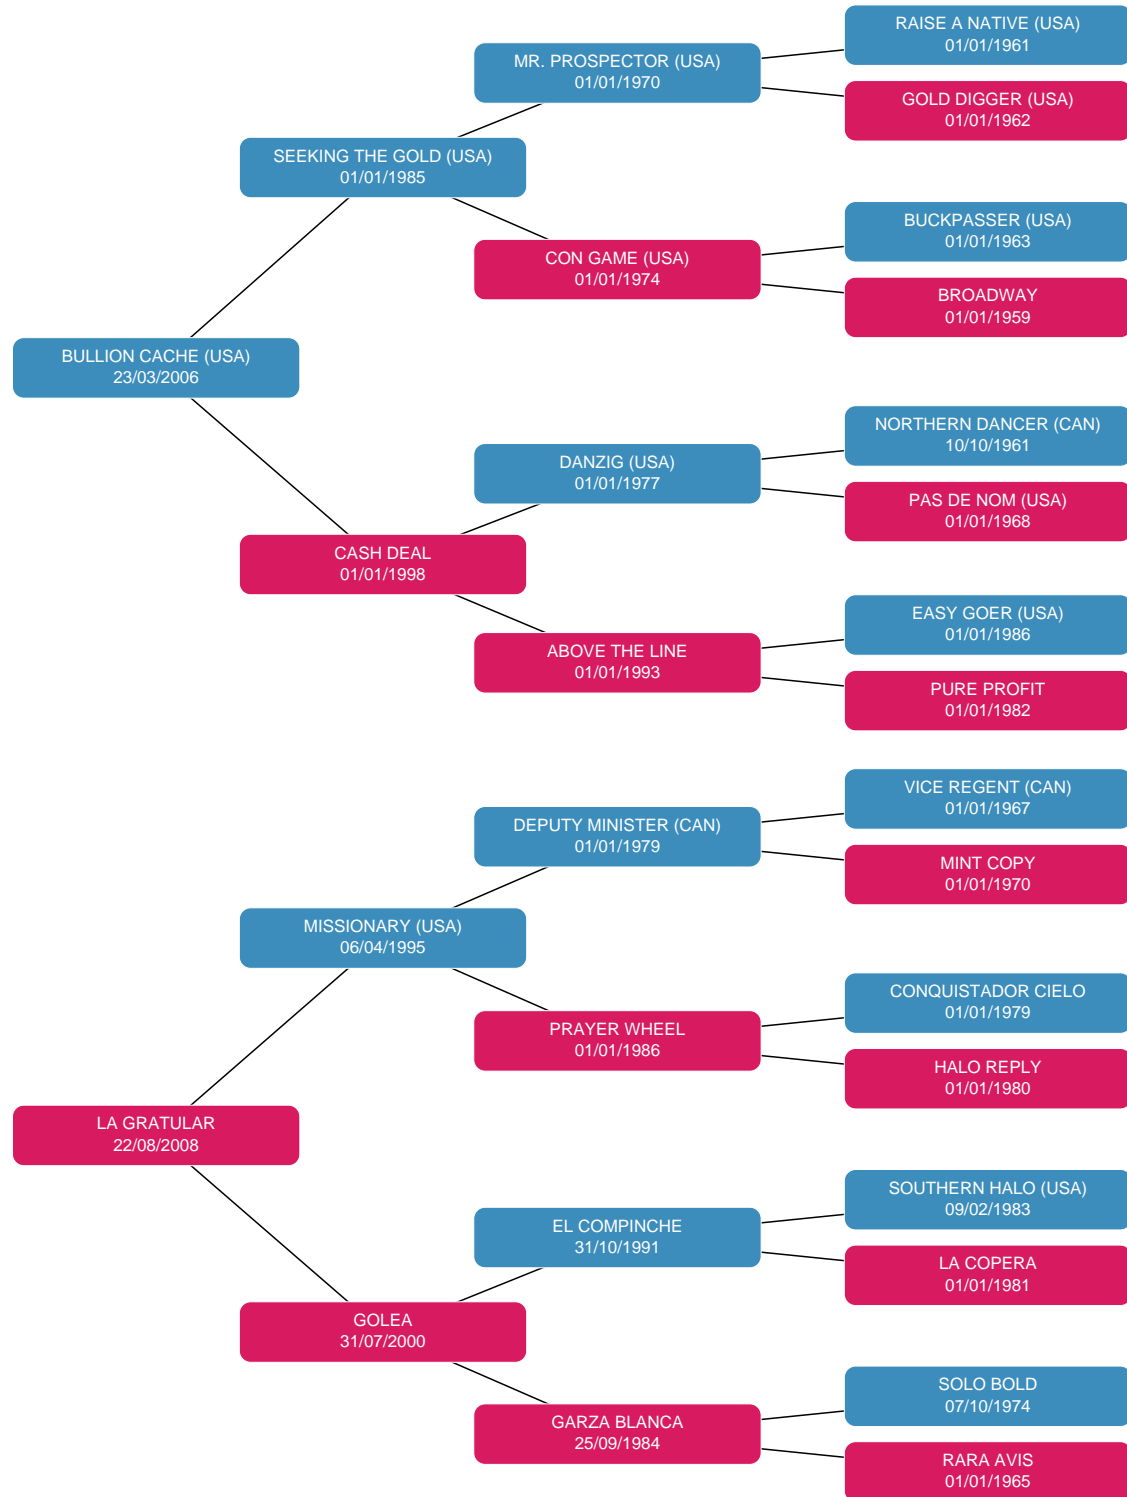 RAISE A NATIVE (USA)
01/01/1961
MR. PROSPECTOR (USA)
01/01/1970
GOLD DIGGER (USA)
01/01/1962
SEEKING THE GOLD (USA)
01/01/1985
BUCKPASSER (USA)
01/01/1963
CON GAME (USA)
01/01/1974
BROADWAY
01/01/1959
BULLION CACHE (USA)
23/03/2006
NORTHERN DANCER (CAN)
10/10/1961
DANZIG (USA)
01/01/1977
PAS DE NOM (USA)
01/01/1968
CASH DEAL
01/01/1998
EASY GOER (USA)
01/01/1986
ABOVE THE LINE
01/01/1993
PURE PROFIT
01/01/1982
VICE REGENT (CAN)
01/01/1967
DEPUTY MINISTER (CAN)
01/01/1979
MINT COPY
01/01/1970
MISSIONARY (USA)
06/04/1995
CONQUISTADOR CIELO
01/01/1979
PRAYER WHEEL
01/01/1986
HALO REPLY
01/01/1980
LA GRATULAR
22/08/2008
SOUTHERN HALO (USA)
09/02/1983
EL COMPINCHE
31/10/1991
LA COPERA
01/01/1981
GOLEA
31/07/2000
SOLO BOLD
07/10/1974
GARZA BLANCA
25/09/1984
RARA AVIS
01/01/1965